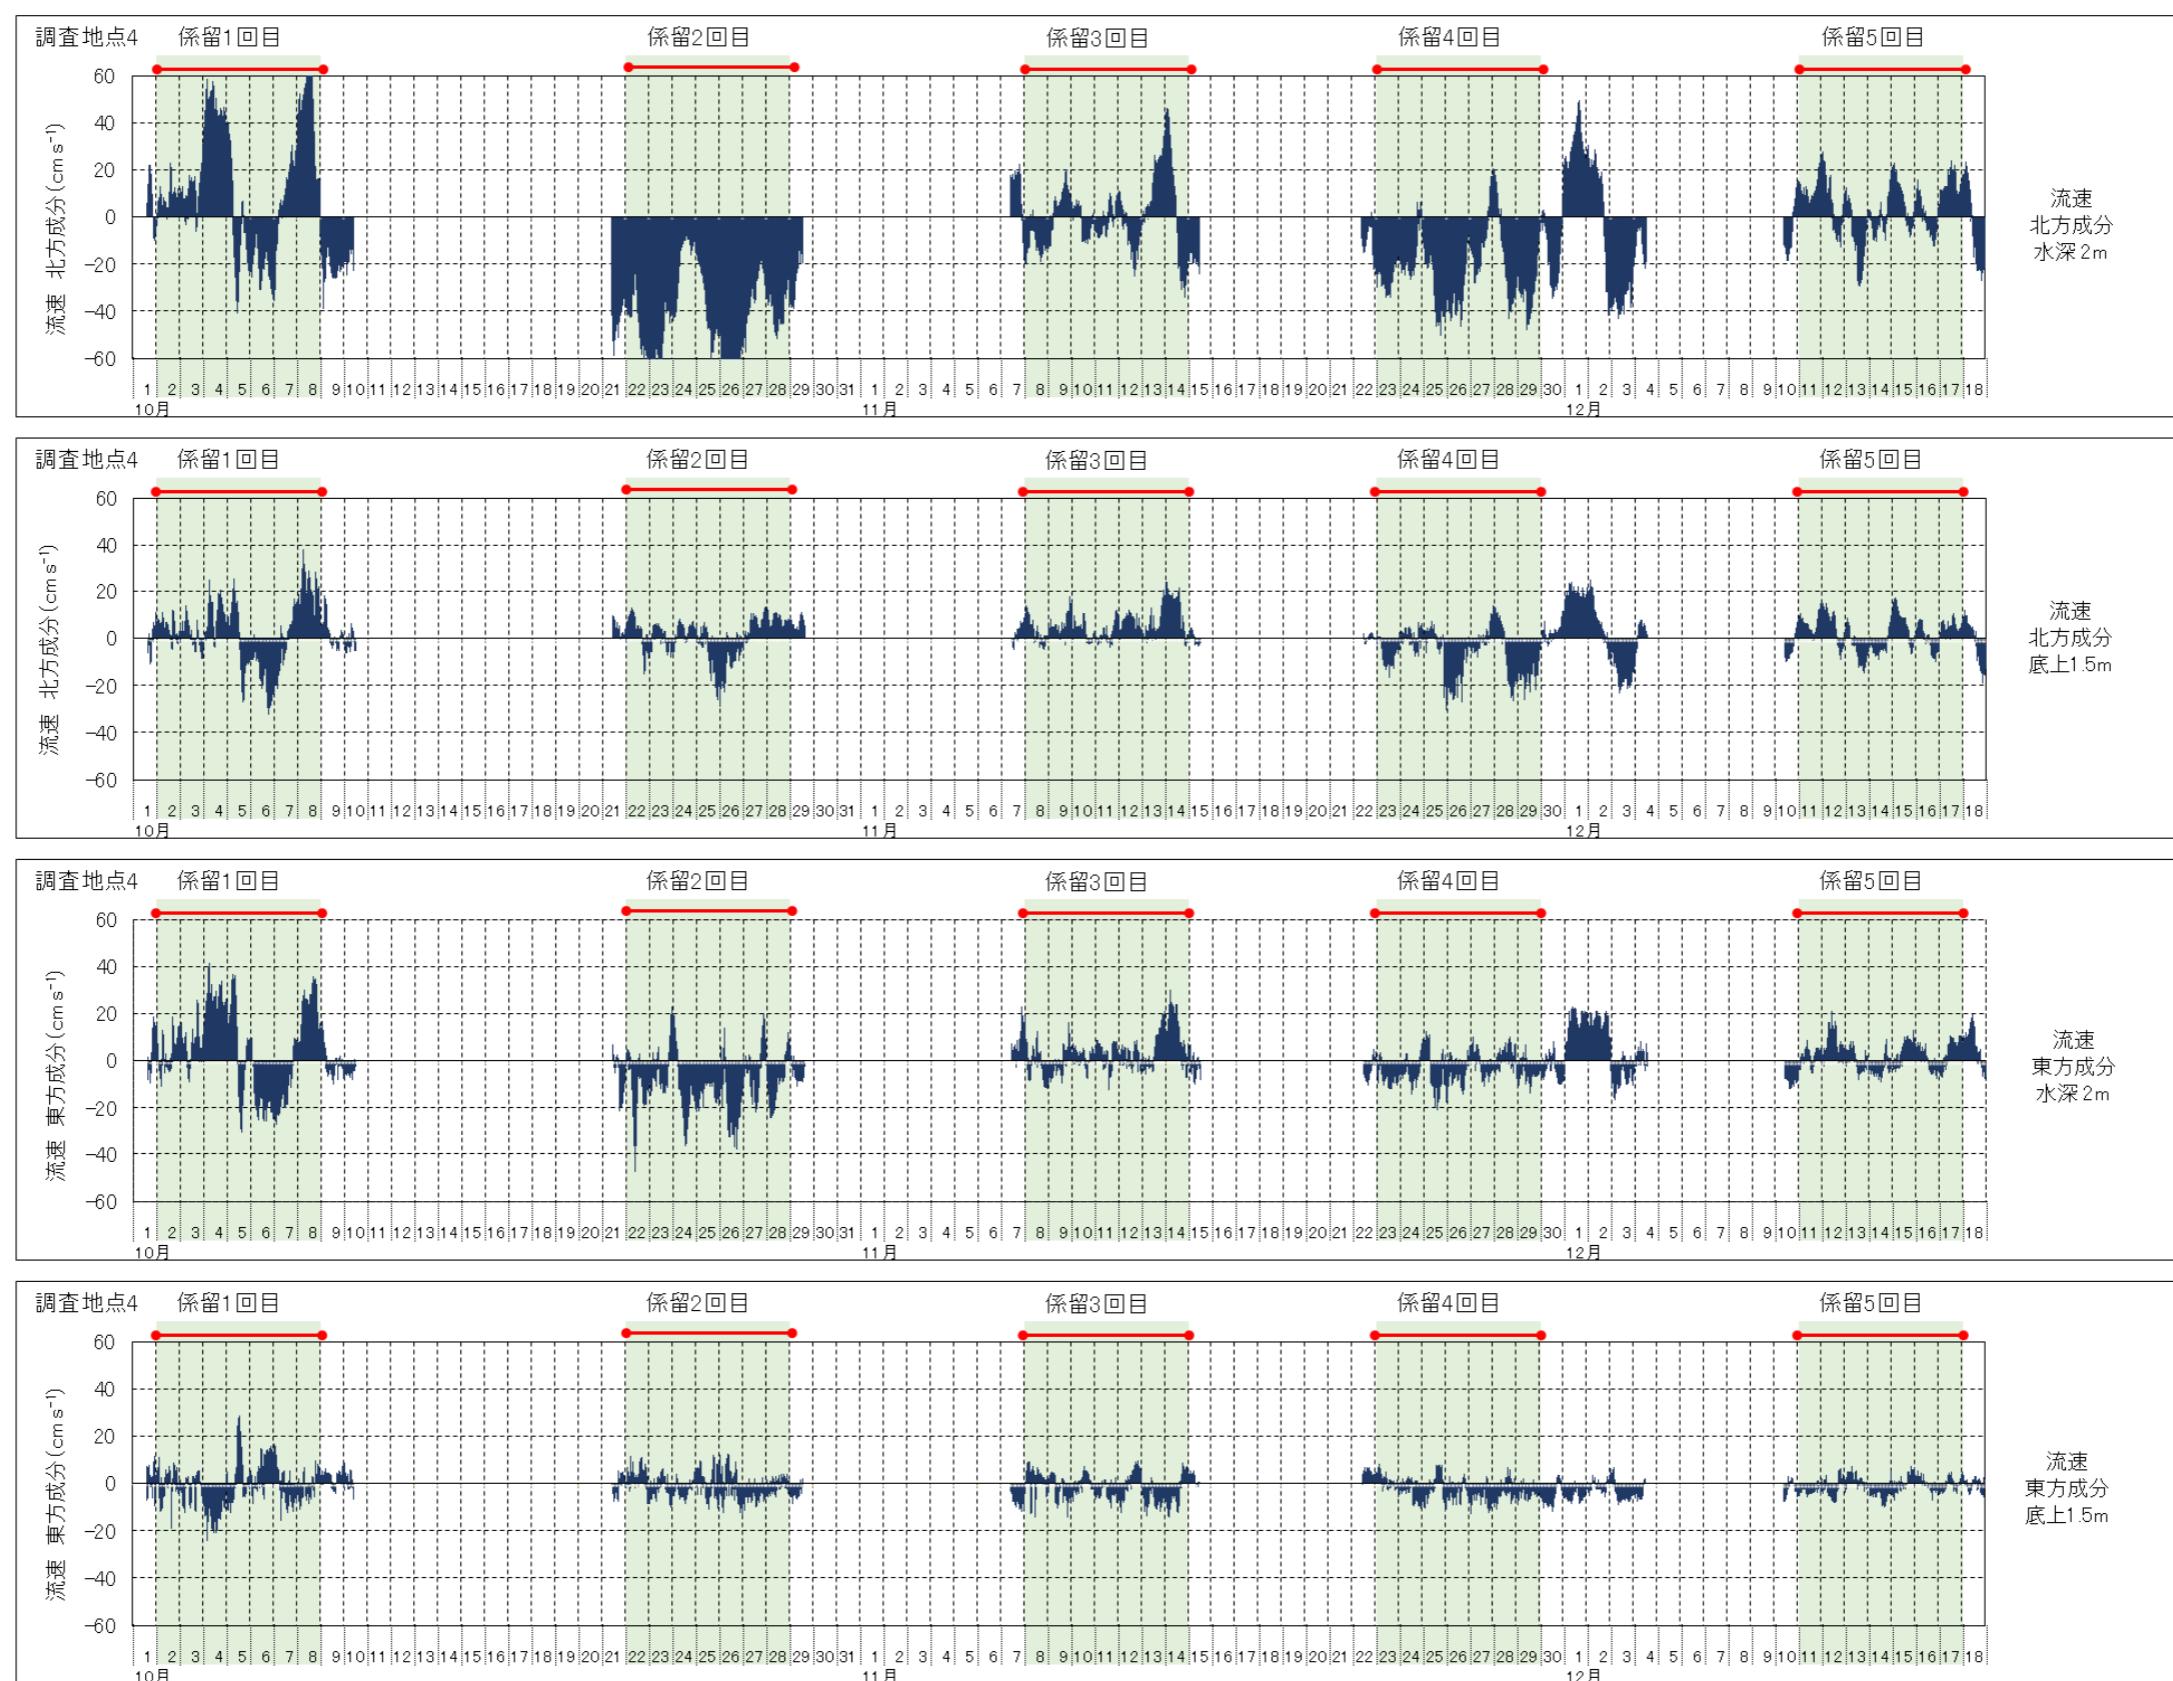 調査地点4 係留1回目 係留2回目 係留3回目 係留4回目 係留5回目
60
40
20
0
−20
−40
−60
流速 北方成分(cm s⁻¹)
流速
北方成分
水深2m
1 2 3 4 5 6 7 8 9 10 11 12 13 14 15 16 17 18 19 20 21 22 23 24 25 26 27 28 29 30 31 1 2 3 4 5 6 7 8 9 10 11 12 13 14 15 16 17 18 19 20 21 22 23 24 25 26 27 28 29 30 1 2 3 4 5 6 7 8 9 10 11 12 13 14 15 16 17 18
10月 11月 12月
調査地点4 係留1回目 係留2回目 係留3回目 係留4回目 係留5回目
60
40
20
0
−20
−40
−60
流速 北方成分(cm s⁻¹)
流速
北方成分
底上1.5m
1 2 3 4 5 6 7 8 9 10 11 12 13 14 15 16 17 18 19 20 21 22 23 24 25 26 27 28 29 30 31 1 2 3 4 5 6 7 8 9 10 11 12 13 14 15 16 17 18 19 20 21 22 23 24 25 26 27 28 29 30 1 2 3 4 5 6 7 8 9 10 11 12 13 14 15 16 17 18
10月 11月 12月
調査地点4 係留1回目 係留2回目 係留3回目 係留4回目 係留5回目
60
40
20
0
−20
−40
−60
流速 東方成分(cm s⁻¹)
流速
東方成分
水深2m
1 2 3 4 5 6 7 8 9 10 11 12 13 14 15 16 17 18 19 20 21 22 23 24 25 26 27 28 29 30 31 1 2 3 4 5 6 7 8 9 10 11 12 13 14 15 16 17 18 19 20 21 22 23 24 25 26 27 28 29 30 1 2 3 4 5 6 7 8 9 10 11 12 13 14 15 16 17 18
10月 11月 12月
調査地点4 係留1回目 係留2回目 係留3回目 係留4回目 係留5回目
60
40
20
0
−20
−40
−60
流速 東方成分(cm s⁻¹)
流速
東方成分
底上1.5m
1 2 3 4 5 6 7 8 9 10 11 12 13 14 15 16 17 18 19 20 21 22 23 24 25 26 27 28 29 30 31 1 2 3 4 5 6 7 8 9 10 11 12 13 14 15 16 17 18 19 20 21 22 23 24 25 26 27 28 29 30 1 2 3 4 5 6 7 8 9 10 11 12 13 14 15 16 17 18
10月 11月 12月